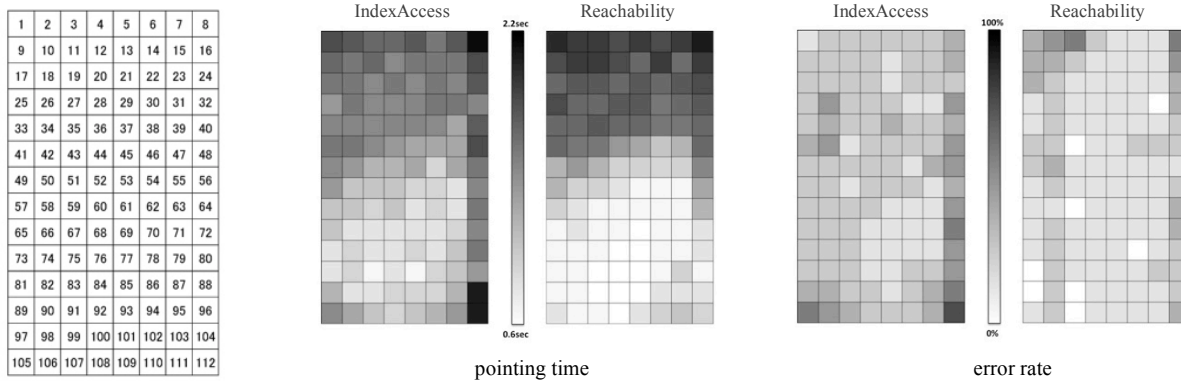 IndexAccess Reachability IndexAccess Reachability
2.2sec 100%
1 2 3 4 5 6 7 8
9 10 11 12 13 14 15 16
17 18 19 20 21 22 23 24
25 26 27 28 29 30 31 32
33 34 35 36 37 38 39 40
41 42 43 44 45 46 47 48
49 50 51 52 53 54 55 56
57 58 59 60 61 62 63 64
65 66 67 68 69 70 71 72
73 74 75 76 77 78 79 80
81 82 83 84 85 86 87 88
89 90 91 92 93 94 95 96
97 98 99 100 101 102 103 104
105 106 107 108 109 110 111 112
0.6sec 0%
pointing time error rate